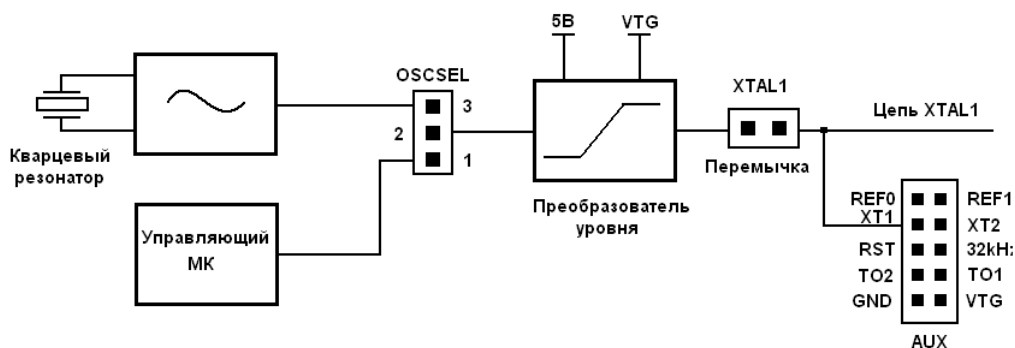 5В VTG
OSCSEL
3
2
1
XTAL1
Цепь XTAL1
Кварцевый
резонатор
Перемычка
Преобразователь
уровня
Управляющий
МК
REF0 REF1
XT1 XT2
RST 32kHz
TO2 TO1
GND VTG
AUX